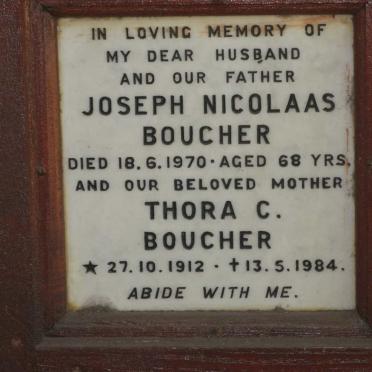 IN LOVING MEMORY OF
MY DEAR HUSBAND
AND OUR FATHER
JOSEPH NICOLAAS
BOUCHER
DIED 18.6.1970·AGED 68 YRS.
AND OUR BELOVED MOTHER
THORA C.
BOUCHER
★ 27.10.1912 · ✝13.5.1984.
ABIDE WITH ME.